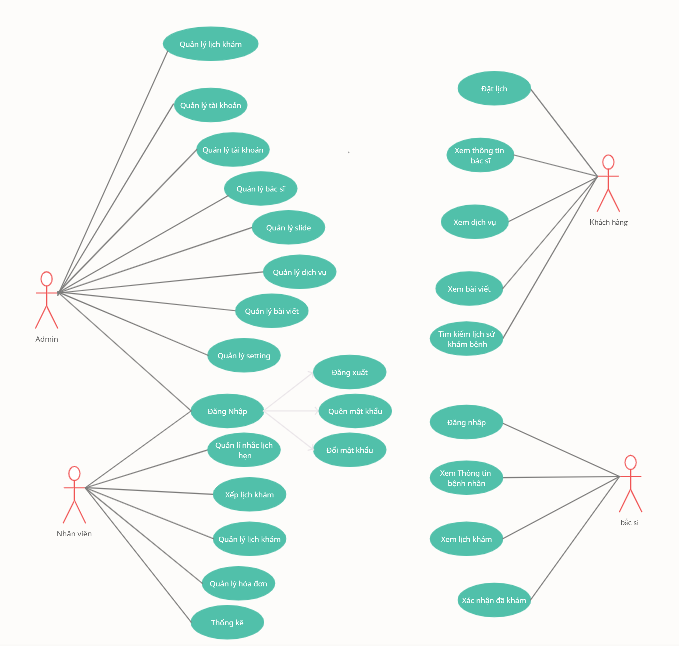 Quản lý lịch khám
Quản lý tài khoản
Quản lý tài khoản
Quản lý bác sĩ
Quản lý slide
Quản lý dịch vụ
Quản lý bài viết
Quản lý setting
Admin
Đăng Nhập
Đăng xuất
Quên mật khẩu
Đổi mật khẩu
Quản lí nhắc lịch
hẹn
Xếp lịch khám
Quản lý lịch khám
Quản lý hóa đơn
Thống kê
Nhân viên
Đặt lịch
Xem thông tin
bác sĩ
Xem dịch vụ
Xem bài viết
Tìm kiếm lịch sử
khám bệnh
Khách hàng
Đăng nhập
Xem Thông tin
bệnh nhân
Xem lịch khám
Xác nhận đã khám
bác sĩ